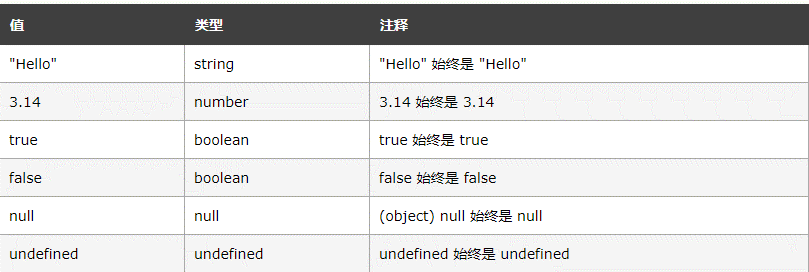 值 类型 注释
"Hello" string "Hello" 始终是 "Hello"
3.14 number 3.14 始终是 3.14
true boolean true 始终是 true
false boolean false 始终是 false
null null (object) null 始终是 null
undefined undefined undefined 始终是 undefined